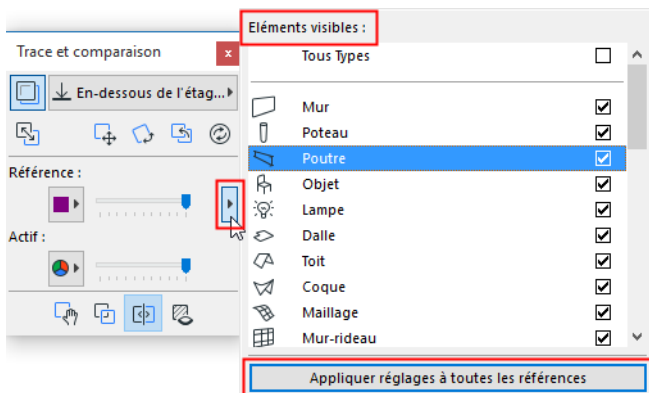 Trace et comparaison
x
En-dessous de l'étag...
Référence :
Actif :
Eléments visibles :
Tous Types
Mur
Poteau
Poutre
Objet
Lampe
Dalle
Toit
Coque
Maillage
Mur-rideau
Appliquer réglages à toutes les références